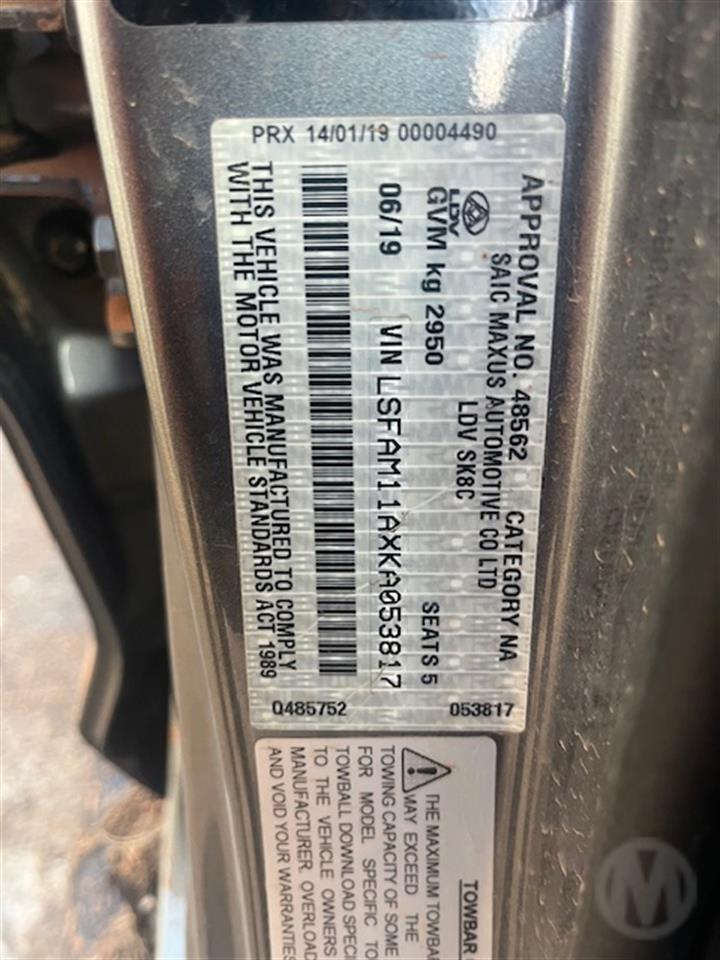 PRX 14/01/19 00004490
APPROVAL NO. 48562 CATEGORY NA
SAIC MAXUS AUTOMOTIVE CO LTD
LDV LDV SK8C
GVM kg 2950 SEATS 5
06/19 VIN LSFAM11AXKA053817
THIS VEHICLE WAS MANUFACTURED TO COMPLY
WITH THE MOTOR VEHICLE STANDARDS ACT 1989
Q485752 053817
TOWBAR
THE MAXIMUM TOWBAR
MAY EXCEED THE
TOWING CAPACITY OF SOME
FOR MODEL SPECIFIC TO
TOWBALL DOWNLOAD SPECI
TO THE VEHICLE OWNERS
MANUFACTURER. OVERLOAD
AND VOID YOUR WARRANTIES
M